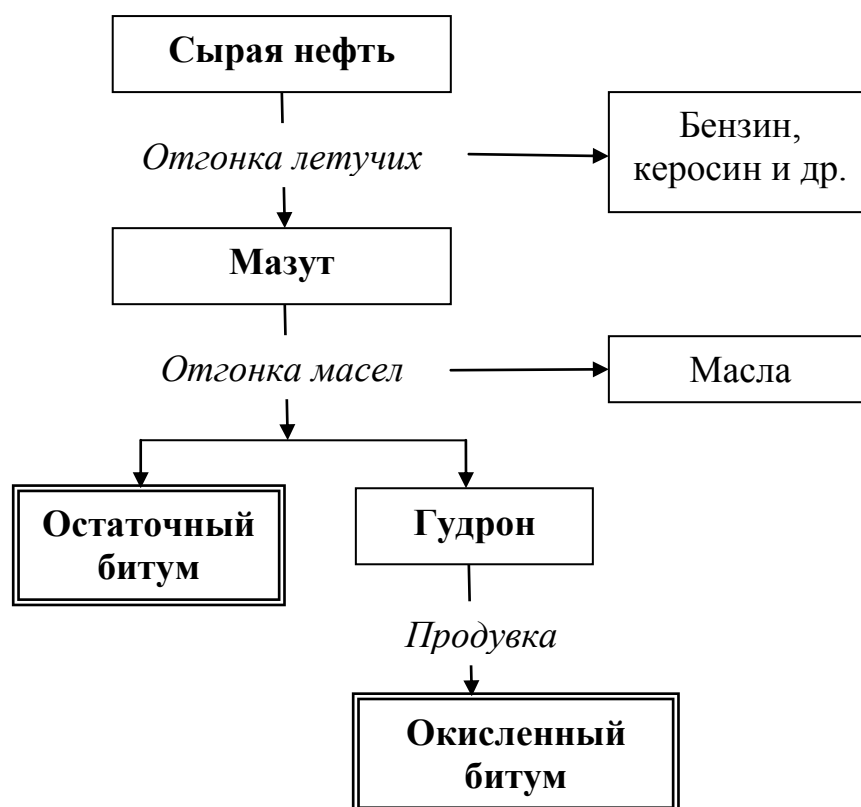 Сырая нефть
Отгонка летучих
Бензин,
керосин и др.
Мазут
Отгонка масел
Масла
Остаточный
битум
Гудрон
Продувка
Окисленный
битум